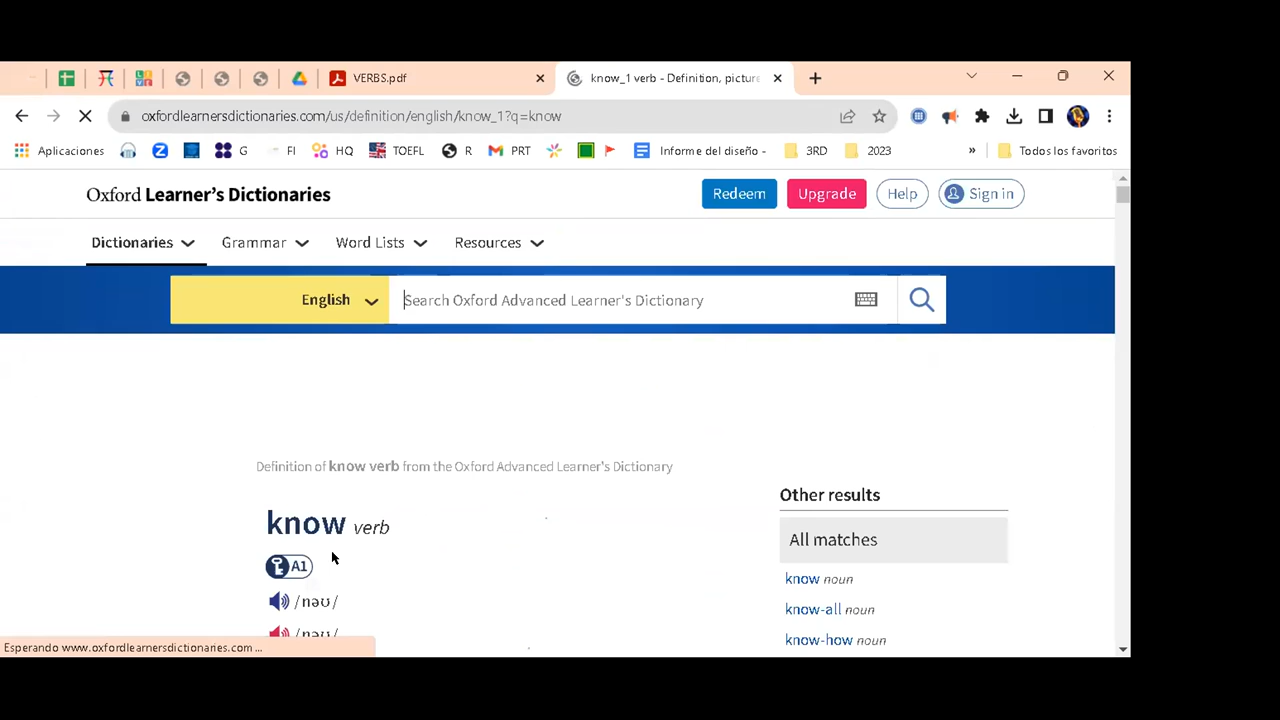 VERBS.pdf
know_1 verb - Definition, picture
oxfordlearnersdictionaries.com/us/definition/english/know_1?q=know
Aplicaciones G FI HQ TOEFL R PRT Informe del diseño - 3RD 2023 » Todos los favoritos
Oxford Learner's Dictionaries Redeem Upgrade Help Sign in
Dictionaries Grammar Word Lists Resources
English Search Oxford Advanced Learner's Dictionary
Definition of know verb from the Oxford Advanced Learner's Dictionary
know verb
A1
/nəʊ/
/nəʊ/
Other results
All matches
know noun
know-all noun
know-how noun
Esperando www.oxfordlearnersdictionaries.com ...